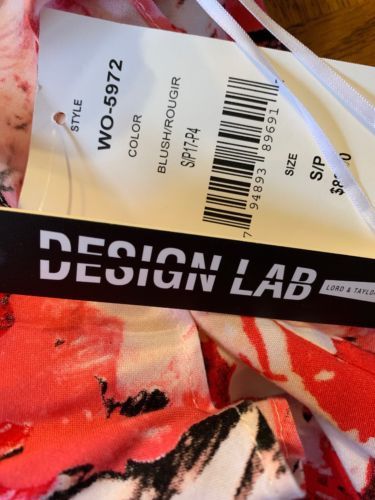 STYLE
WO-5972
COLOR
BLUSH/ROUGIR
S/P17-P4
7 94893 89691
SIZE
S/P
DESIGN LAB
LORD & TAYLOR